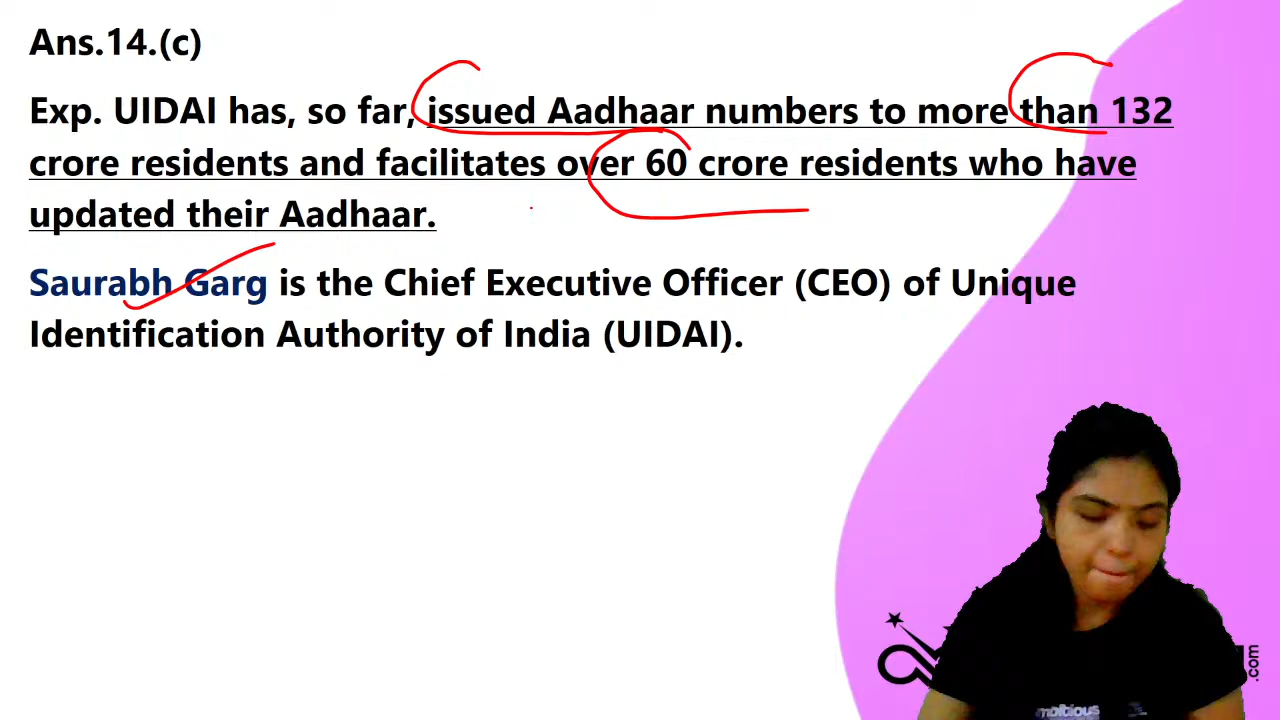 Ans.14.(c)
Exp. UIDAI has, so far, issued Aadhaar numbers to more than 132
crore residents and facilitates over 60 crore residents who have
updated their Aadhaar.
Saurabh Garg is the Chief Executive Officer (CEO) of Unique
Identification Authority of India (UIDAI).
.com